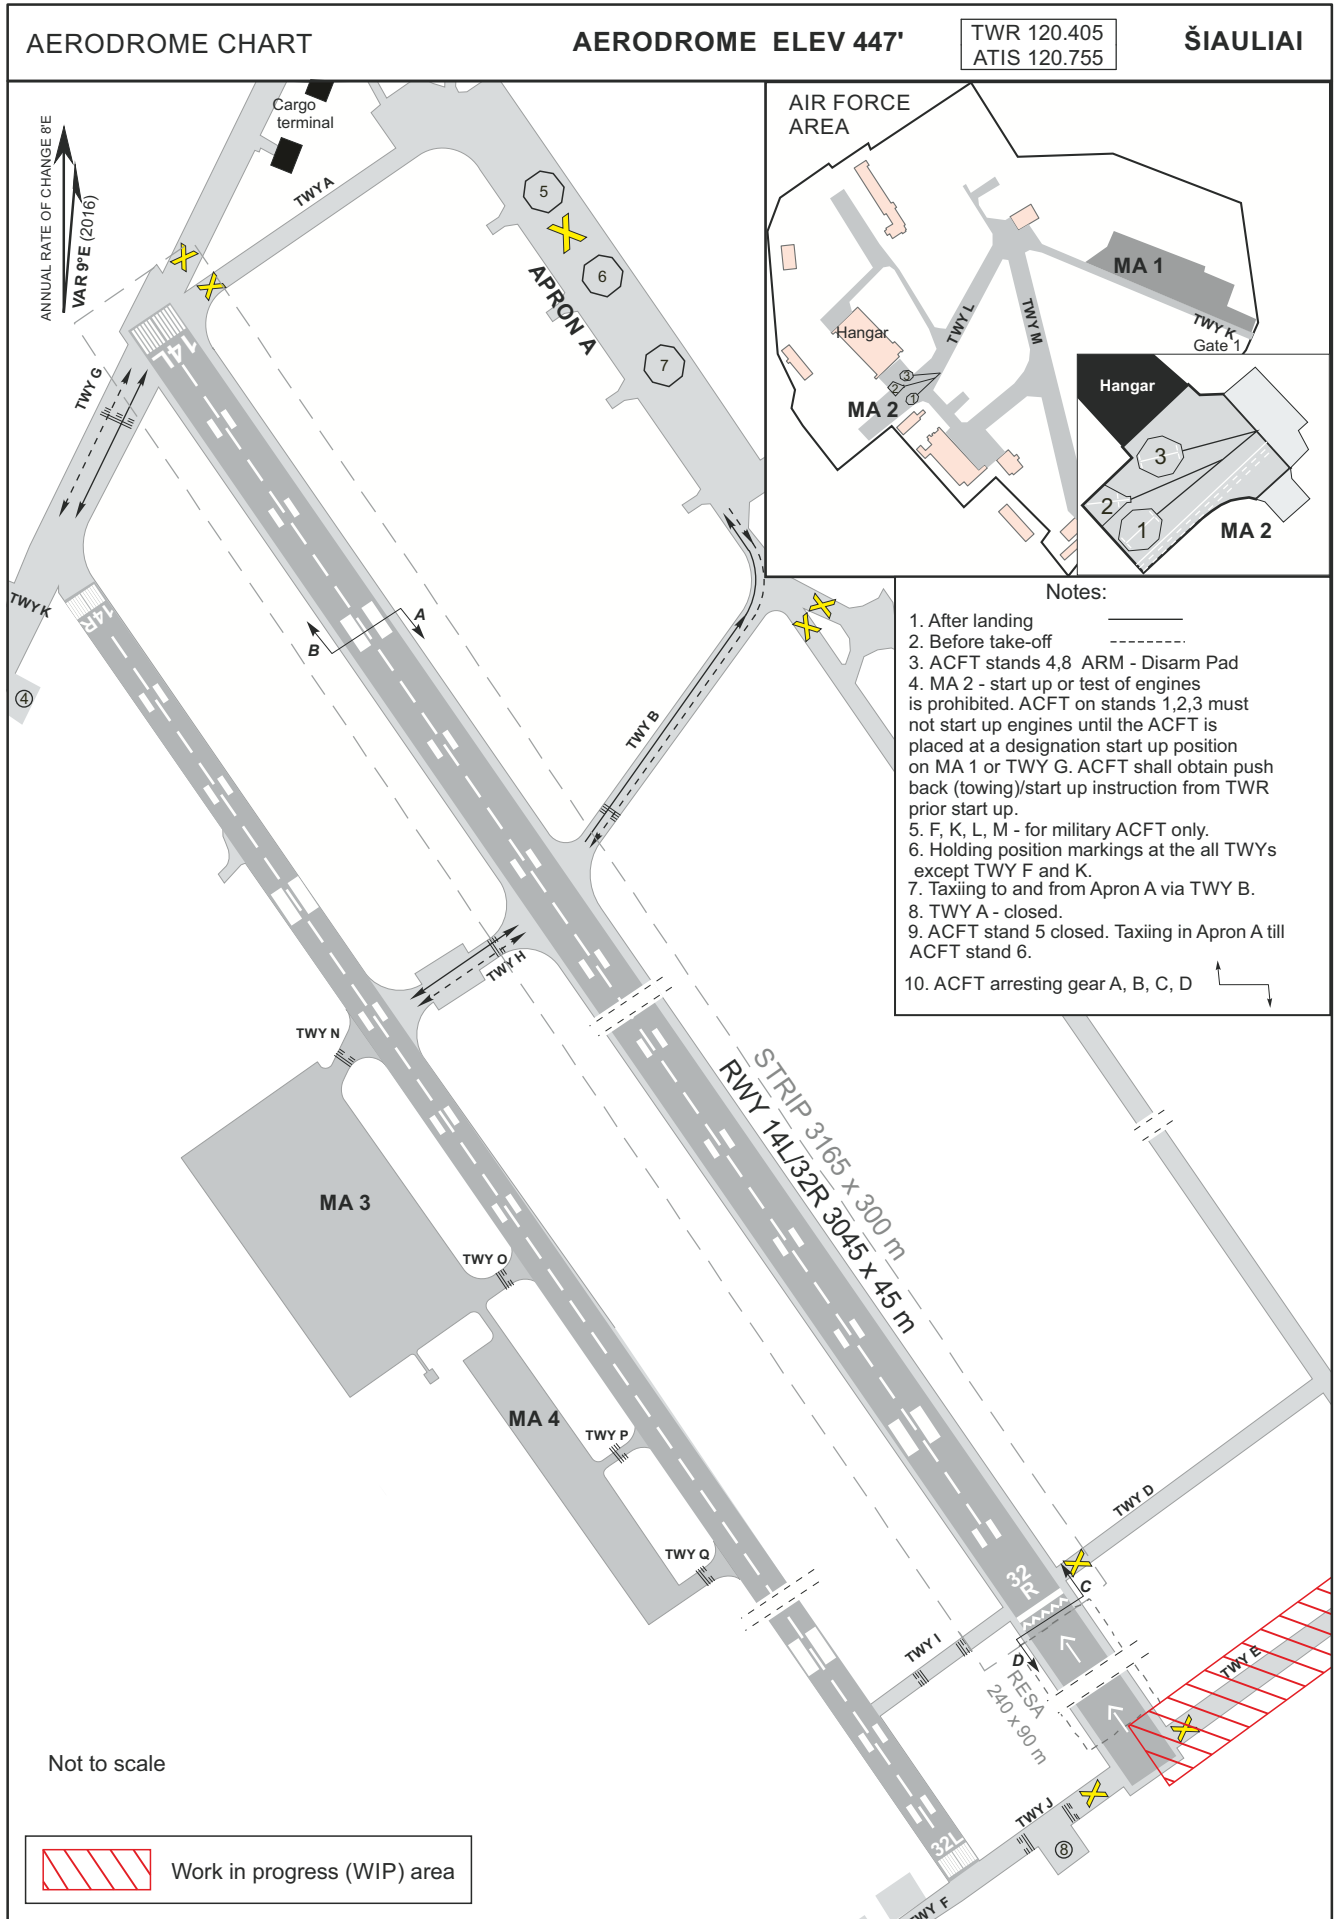 AERODROME CHART
AERODROME ELEV 447'
TWR 120.405
ATIS 120.755
ŠIAULIAI
ANNUAL RATE OF CHANGE 8'E
VAR 9°E (2016)
Cargo
terminal
TWY A
5
6
7
APRON A
14L
TWY G
TWY K
14R
4
A
B
TWY B
TWY H
TWY N
MA 3
TWY O
MA 4
TWY P
TWY Q
STRIP 3165 x 300 m
RWY 14L/32R 3045 x 45 m
TWY D
32
R
C
D
TWY I
RESA
240 x 90 m
TWY E
TWY J
8
32L
TWY F
AIR FORCE
AREA
MA 1
TWY K
Gate 1
TWY L
TWY M
Hangar
3
2
1
MA 2
Hangar
3
2
1
MA 2
Notes:
1. After landing
2. Before take-off
3. ACFT stands 4,8 ARM - Disarm Pad
4. MA 2 - start up or test of engines
is prohibited. ACFT on stands 1,2,3 must
not start up engines until the ACFT is
placed at a designation start up position
on MA 1 or TWY G. ACFT shall obtain push
back (towing)/start up instruction from TWR
prior start up.
5. F, K, L, M - for military ACFT only.
6. Holding position markings at the all TWYs
except TWY F and K.
7. Taxiing to and from Apron A via TWY B.
8. TWY A - closed.
9. ACFT stand 5 closed. Taxiing in Apron A till
ACFT stand 6.
10. ACFT arresting gear A, B, C, D
Not to scale
Work in progress (WIP) area